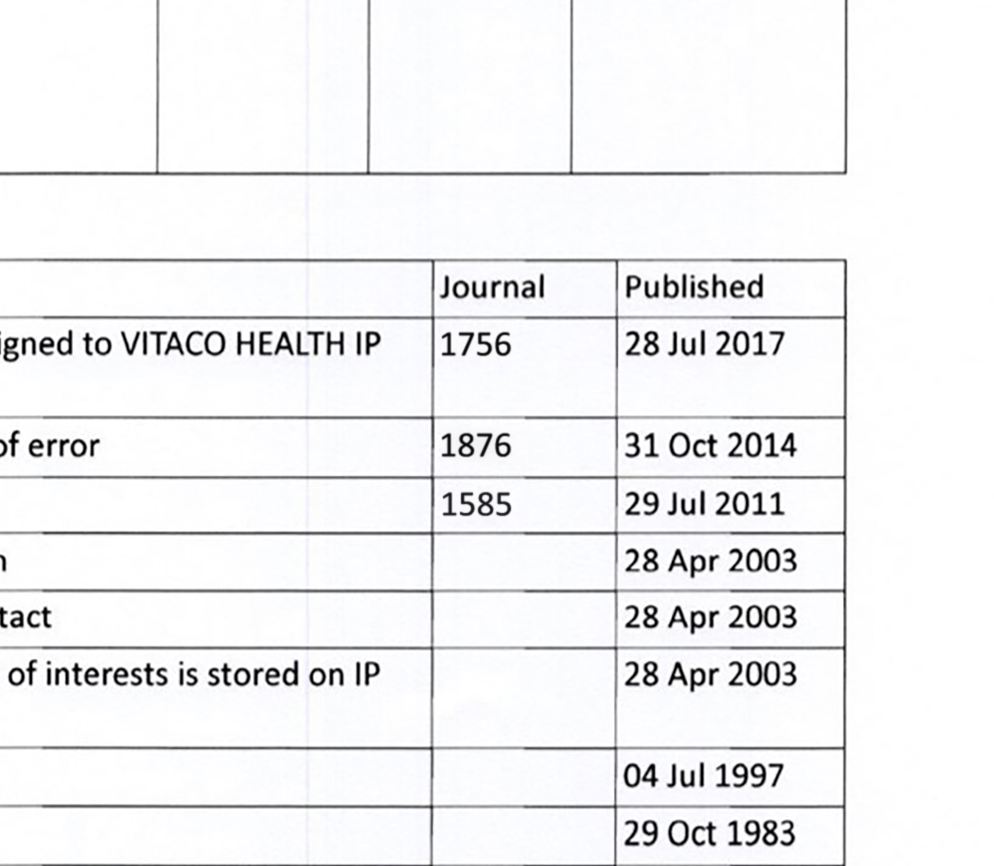 Journal Published
igned to VITACO HEALTH IP 1756 28 Jul 2017
of error 1876 31 Oct 2014
1585 29 Jul 2011
28 Apr 2003
tact 28 Apr 2003
of interests is stored on IP 28 Apr 2003
04 Jul 1997
29 Oct 1983